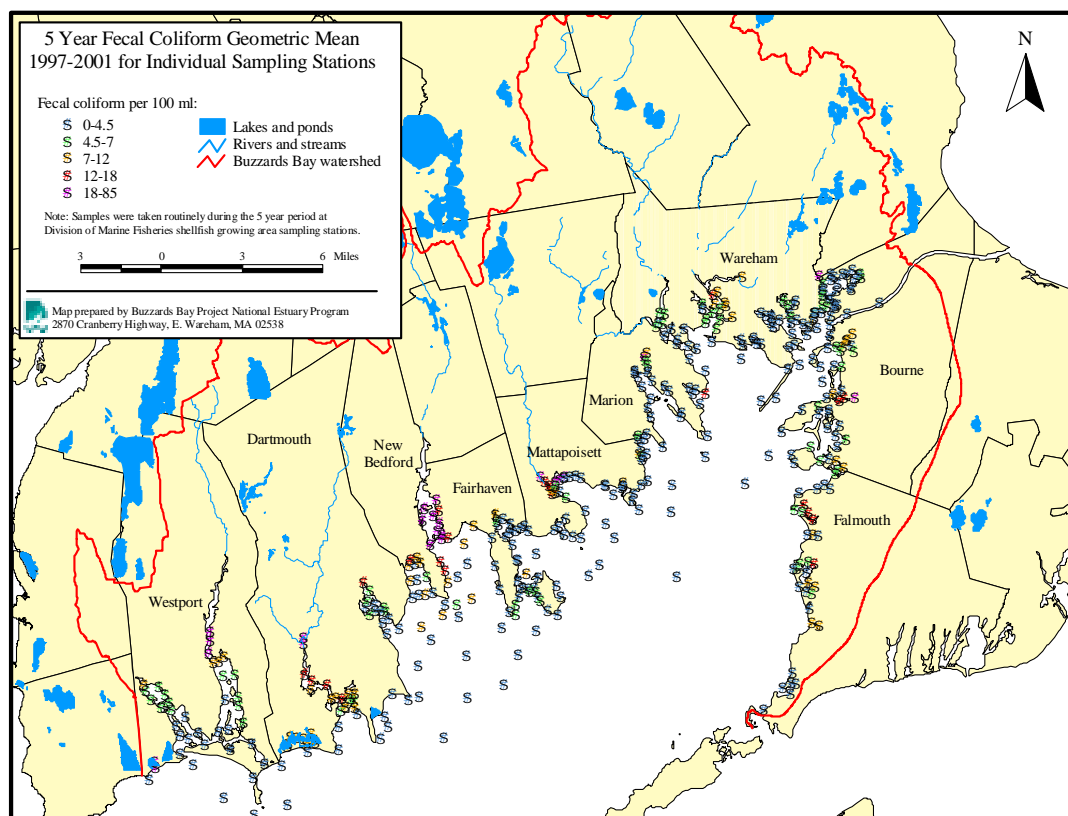 5 Year Fecal Coliform Geometric Mean
1997-2001 for Individual Sampling Stations
Fecal coliform per 100 ml:
S 0-4.5
S 4.5-7
S 7-12
S 12-18
S 18-85
Lakes and ponds
Rivers and streams
Buzzards Bay watershed
Note: Samples were taken routinely during the 5 year period at
Division of Marine Fisheries shellfish growing area sampling stations.
3 0 3 6 Miles
Map prepared by Buzzards Bay Project National Estuary Program
2870 Cranberry Highway, E. Wareham, MA 02538
N
Wareham
Bourne
Marion
Dartmouth
New
Bedford
Mattapoisett
Fairhaven
Falmouth
Westport